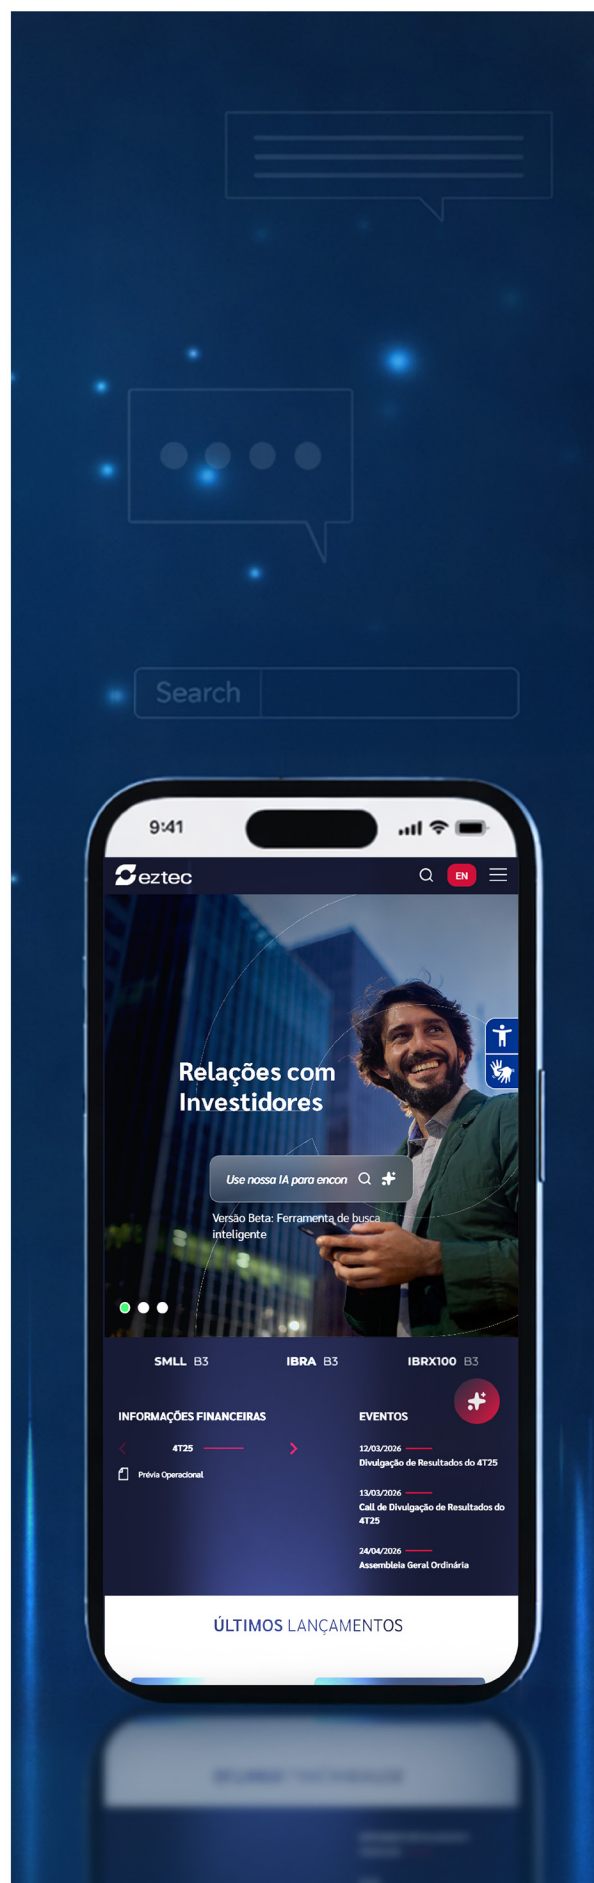 Search
9:41
eztec
EN
Relações com
Investidores
Use nossa IA para encon
Versão Beta: Ferramenta de busca
inteligente
SMLL B3
IBRA B3
IBRX100 B3
INFORMAÇÕES FINANCEIRAS
4T25
Prévia Operacional
EVENTOS
12/03/2026
Divulgação de Resultados do 4T25
13/03/2026
Call de Divulgação de Resultados do
4T25
24/04/2026
Assembleia Geral Ordinária
ÚLTIMOS LANÇAMENTOS